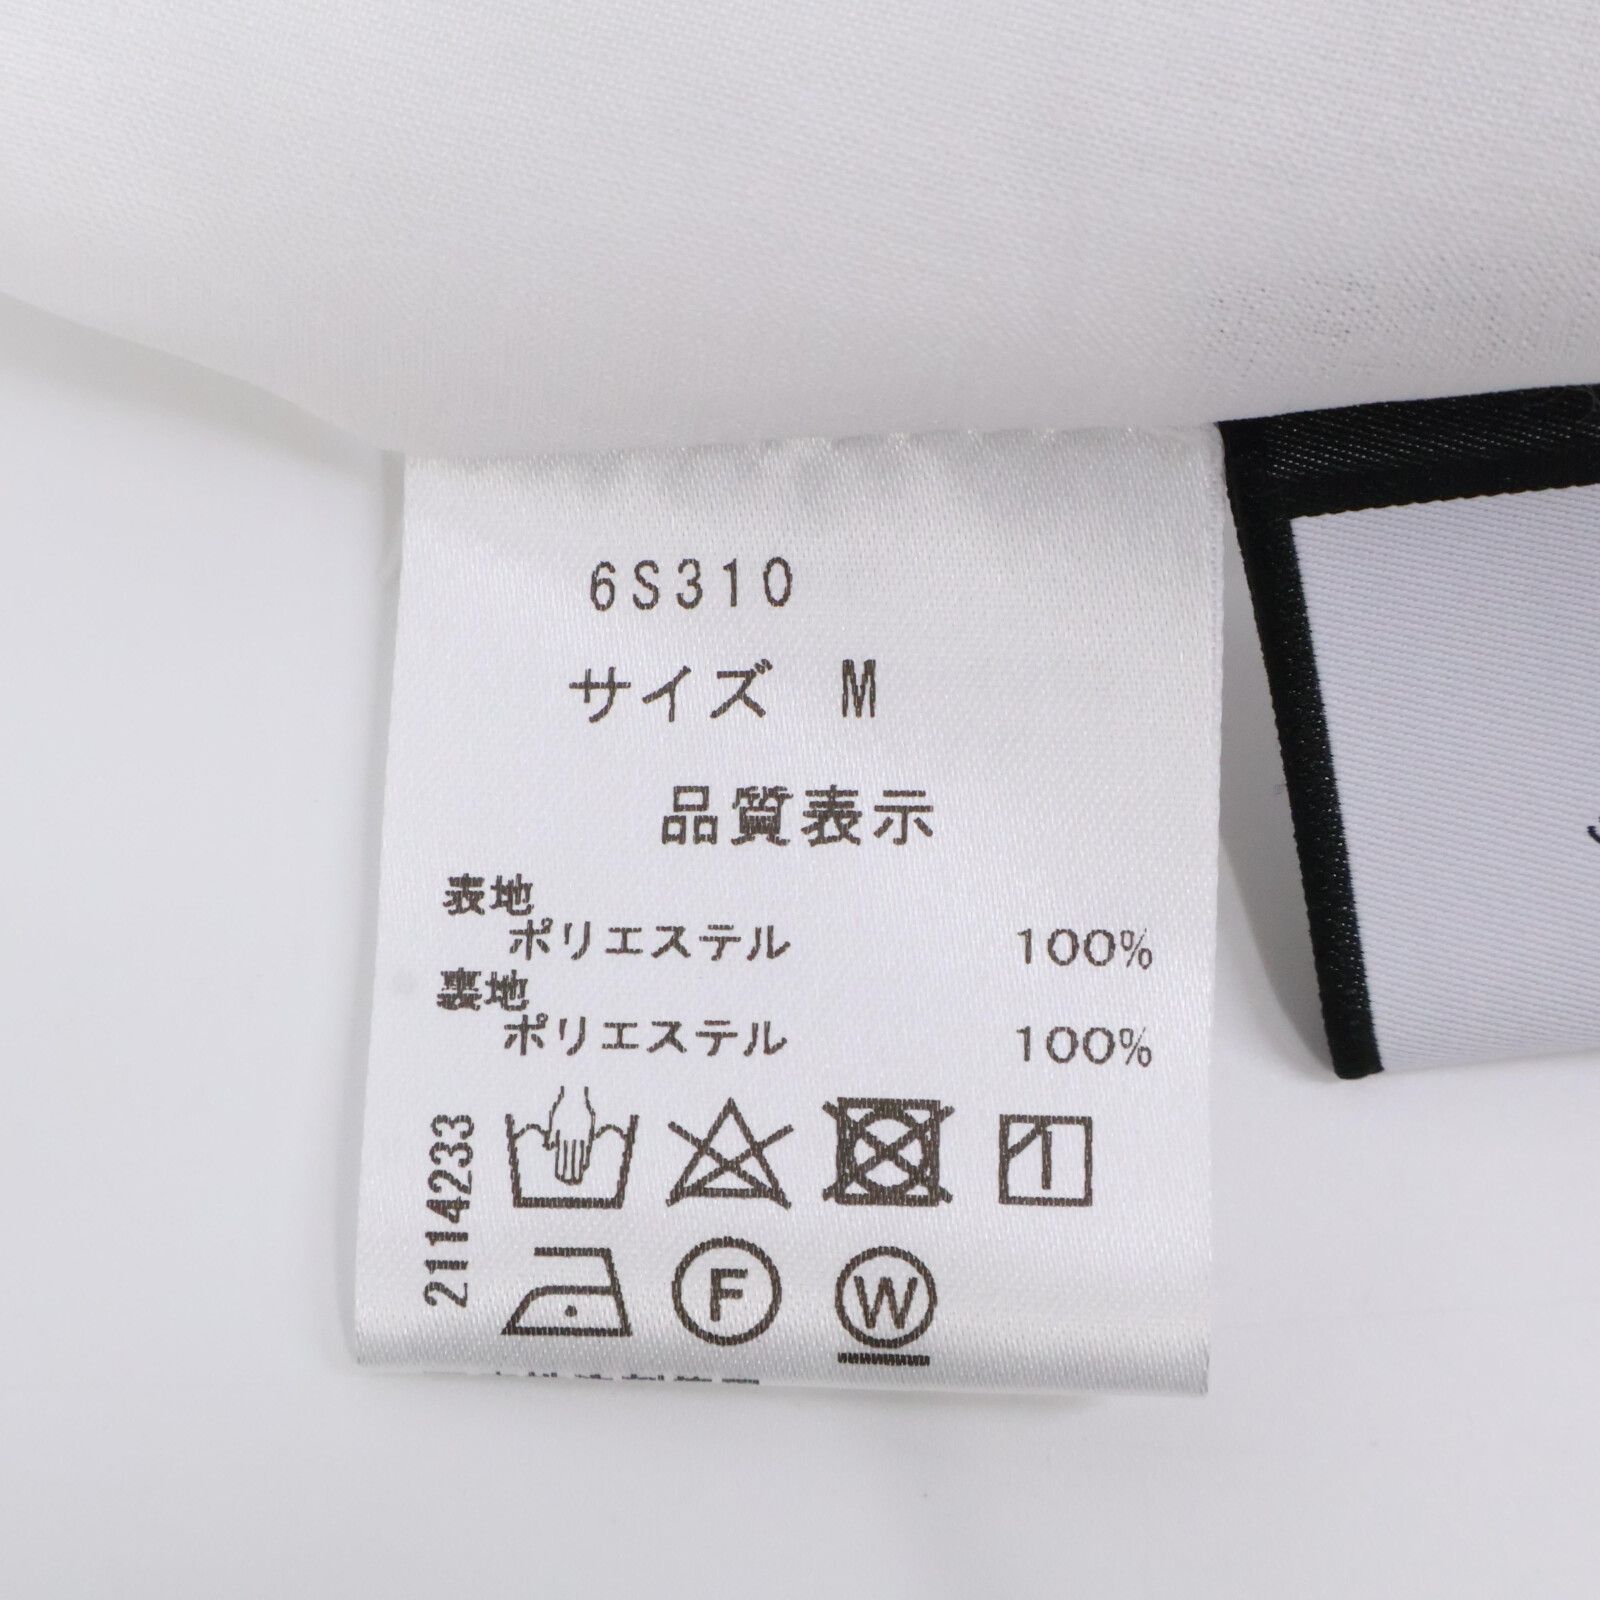 6S310
サイズ M
品質表示
表地
ポリエステル 100%
裏地
ポリエステル 100%
2114233
F
W